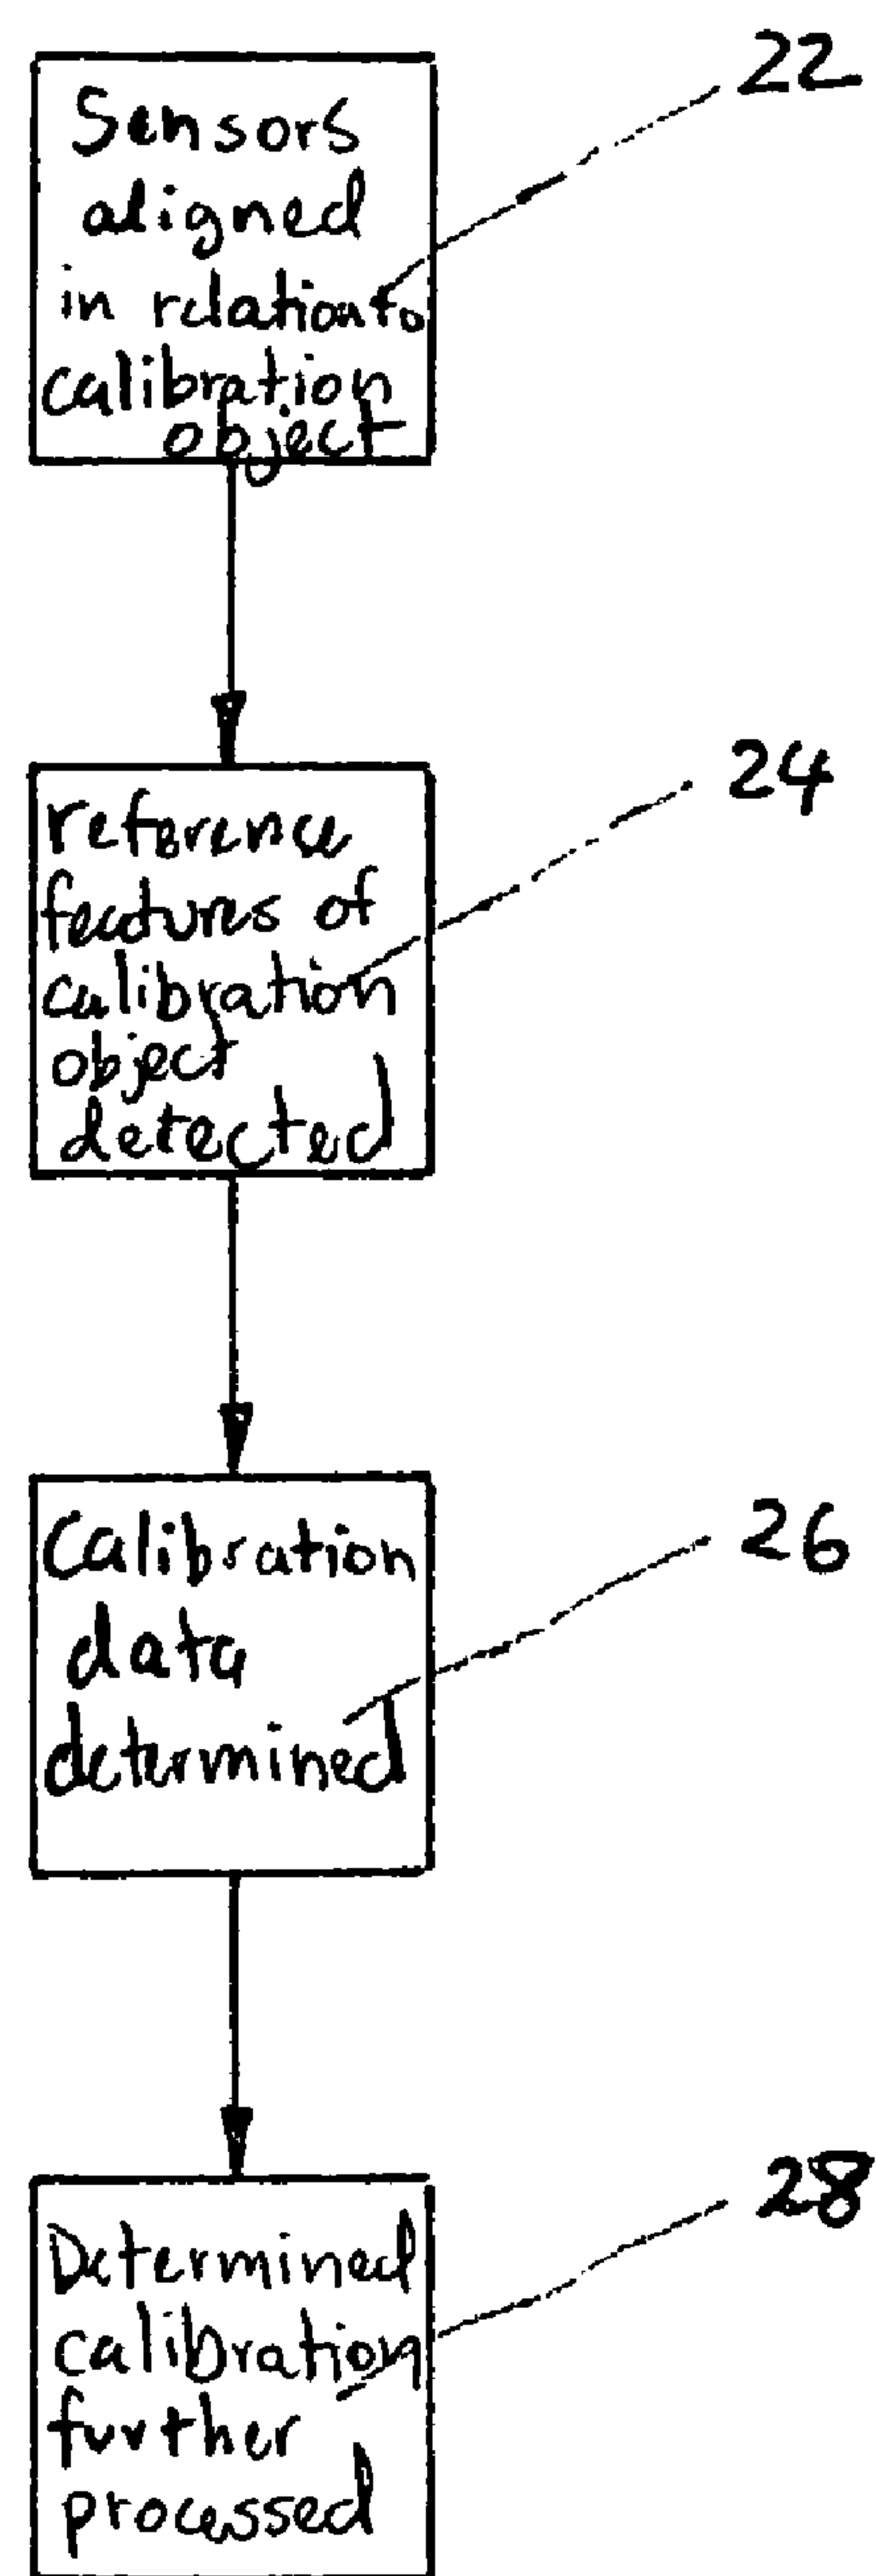 22
Sensors
aligned
in relation to
calibration
object
24
reference
features of
calibration
object
detected
26
Calibration
data
determined
28
Determined
calibration
further
processed